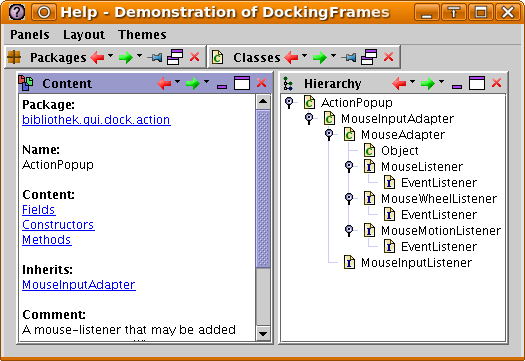 Help - Demonstration of DockingFrames
Panels Layout Themes
Packages
Classes
Content
Package:
bibliothek.gui.dock.action
Name:
ActionPopup
Content:
Fields
Constructors
Methods
Inherits:
MouseInputAdapter
Comment:
A mouse-listener that may be added
Hierarchy
ActionPopup
MouseInputAdapter
MouseAdapter
Object
MouseListener
EventListener
MouseWheelListener
EventListener
MouseMotionListener
EventListener
MouseInputListener